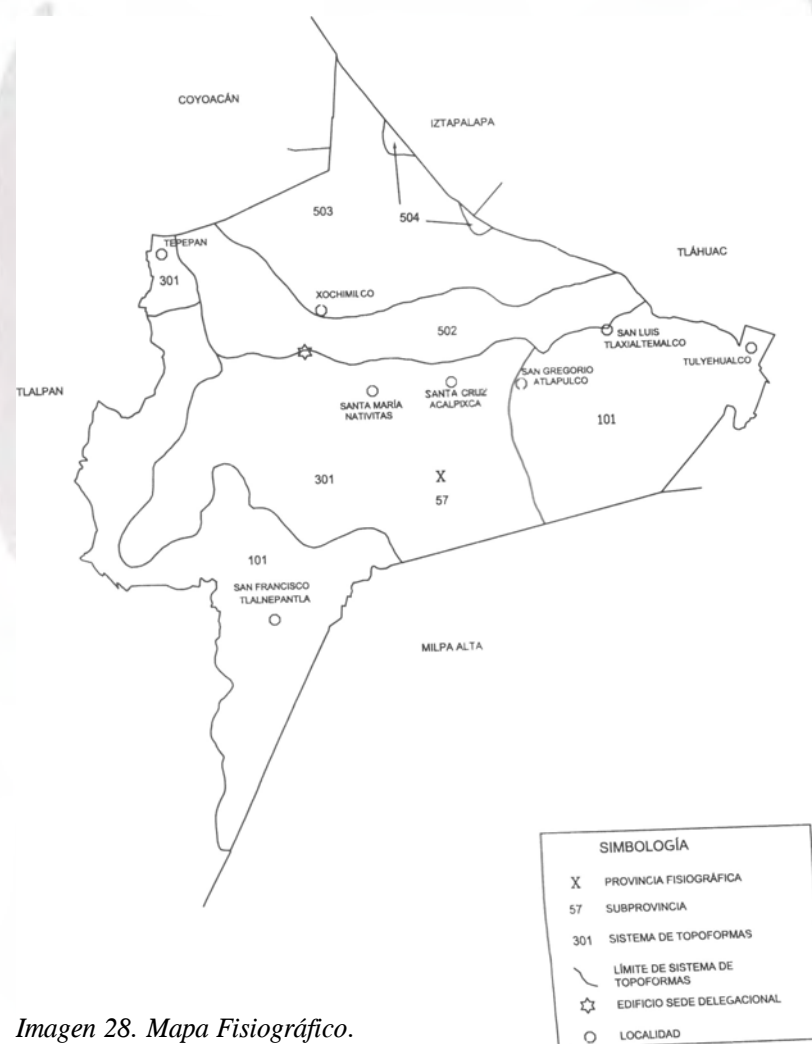 COYOACÁN
IZTAPALAPA
503
504
TEPEPAN
TLÁHUAC
301
XOCHIMILCO
502
SAN LUIS
TLAXIALTEMALCO
TULYEHUALCO
TLALPAN
SAN GREGORIO
ATLAPULCO
SANTA MARÍA
NATIVITAS
SANTA CRUZ
ACALPIXCA
101
301
X
57
101
SAN FRANCISCO
TLALNEPANTLA
MILPA ALTA
SIMBOLOGÍA
X PROVINCIA FISIOGRÁFICA
57 SUBPROVINCIA
301 SISTEMA DE TOPOFORMAS
LÍMITE DE SISTEMA DE
TOPOFORMAS
EDIFICIO SEDE DELEGACIONAL
LOCALIDAD
Imagen 28. Mapa Fisiográfico.